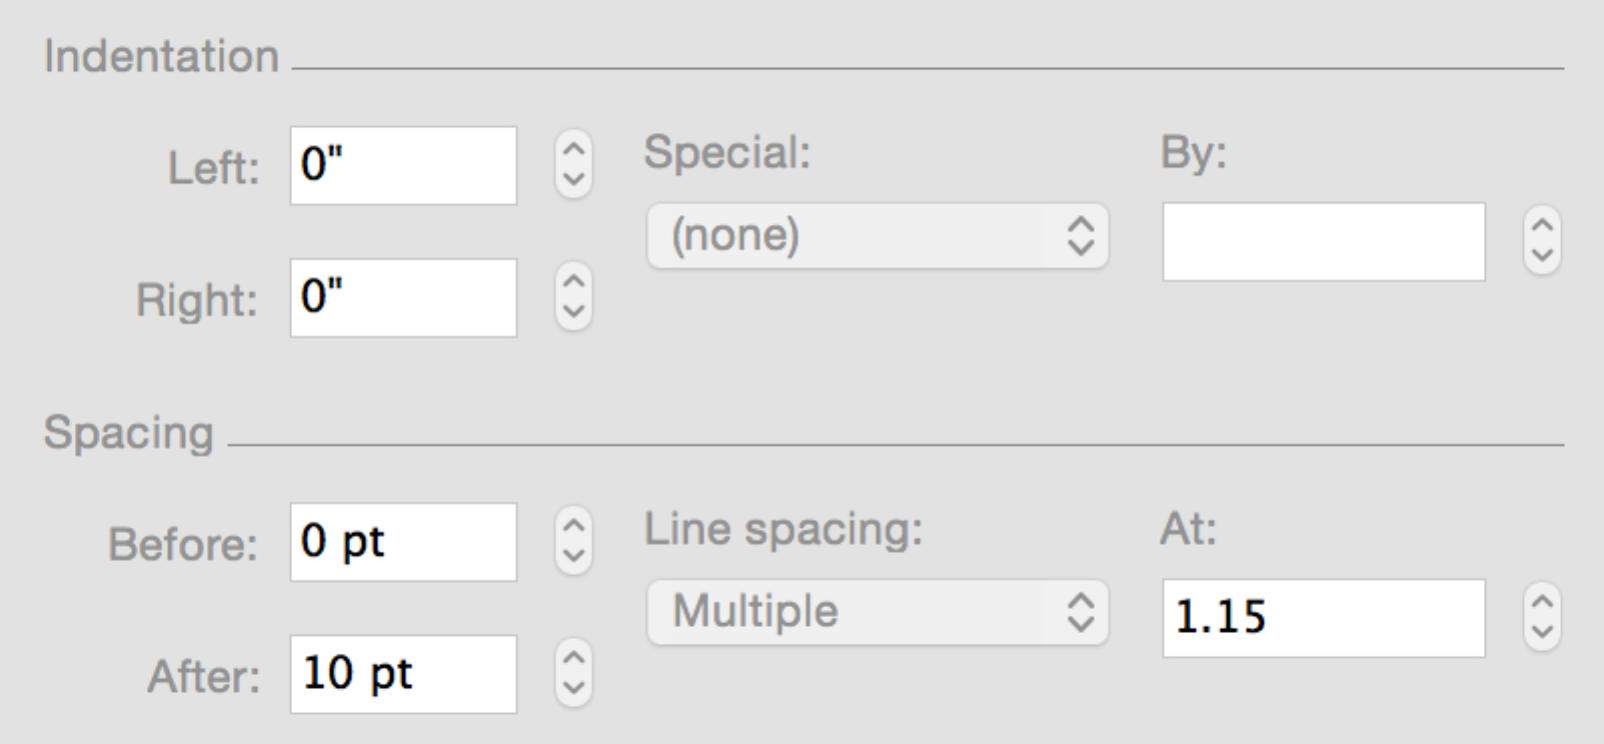 Indentation
Left: 0" Special: By:
(none)
Right: 0"
Spacing
Before: 0 pt Line spacing: At:
Multiple 1.15
After: 10 pt